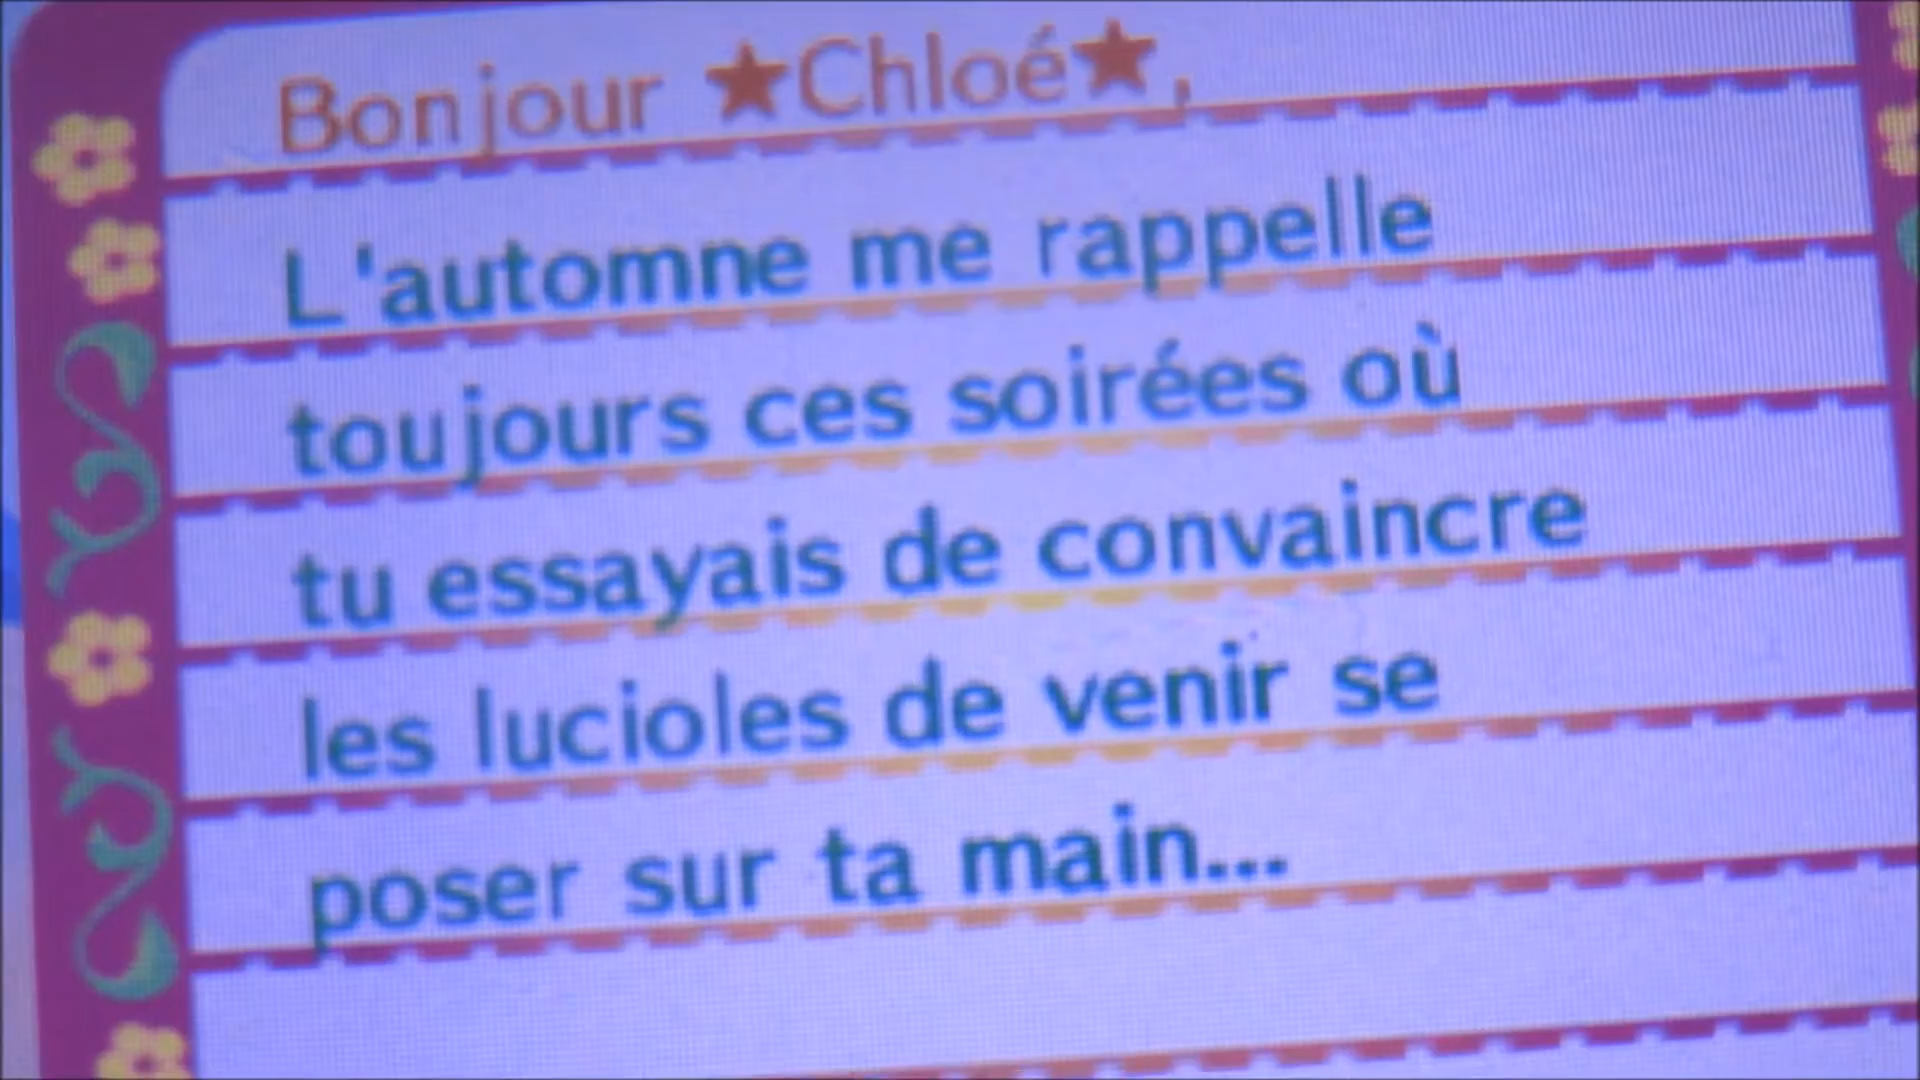 Bonjour ★Chloé★,
L'automne me rappelle
toujours ces soirées où
tu essayais de convaincre
les lucioles de venir se
poser sur ta main...